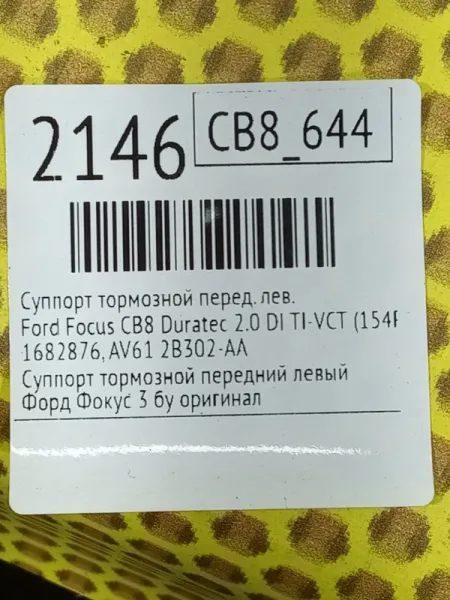 2146
CB8_644
Суппорт тормозной перед. лев.
Ford Focus CB8 Duratec 2.0 DI TI-VCT (154
1682876, AV61 2B302-AA
Суппорт тормозной передний левый
Форд Фокус 3 бу оригинал